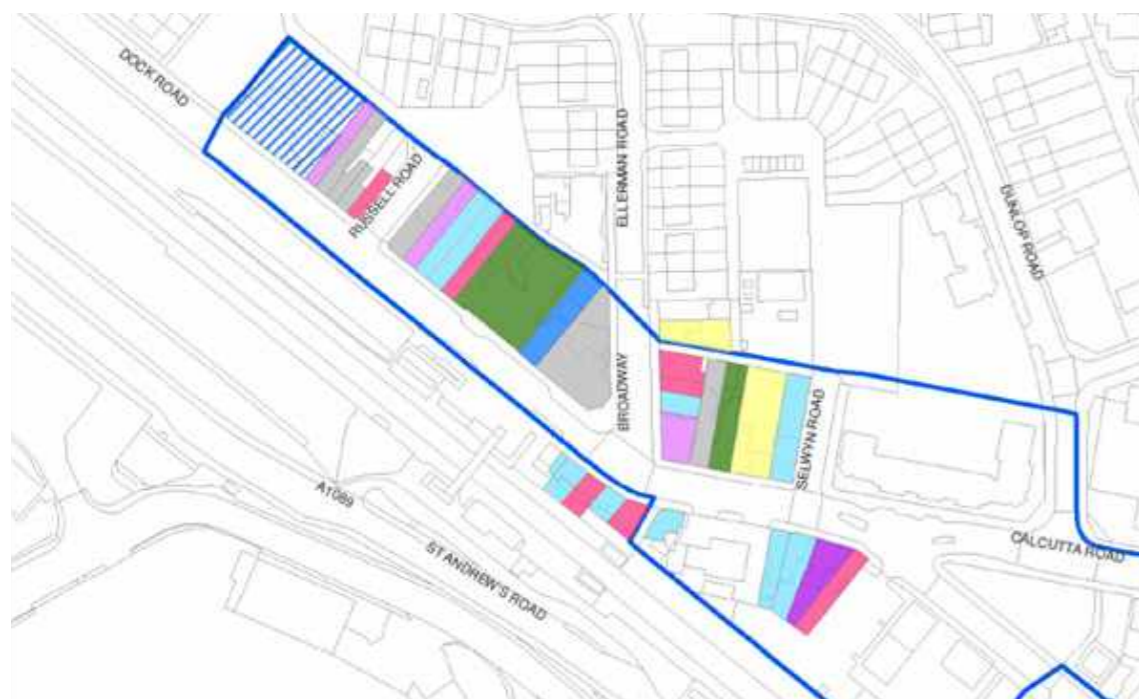 DOCK ROAD
RUSSELL ROAD
ELLERMAN ROAD
DUNLOP ROAD
BROADWAY
SELWYN ROAD
A1089
ST ANDREW'S ROAD
CALCUTTA ROAD